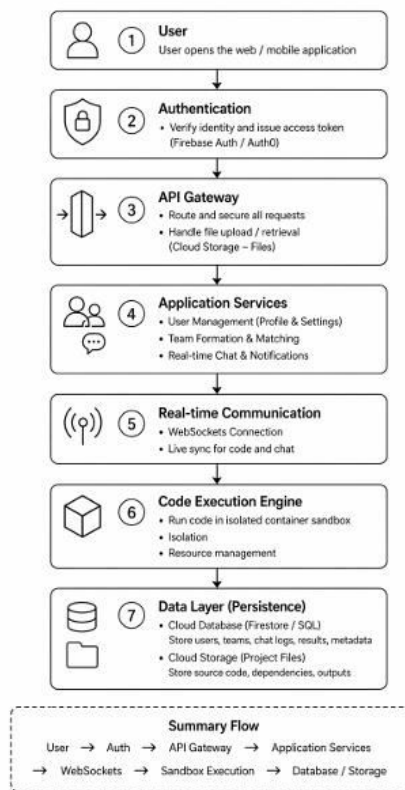 1 User
User opens the web / mobile application
2 Authentication
• Verify identity and issue access token
(Firebase Auth / Auth0)
3 API Gateway
• Route and secure all requests
• Handle file upload / retrieval
(Cloud Storage – Files)
4 Application Services
• User Management (Profile & Settings)
• Team Formation & Matching
• Real-time Chat & Notifications
5 Real-time Communication
• WebSockets Connection
• Live sync for code and chat
6 Code Execution Engine
• Run code in isolated container sandbox
• Isolation
• Resource management
7 Data Layer (Persistence)
• Cloud Database (Firestore / SQL)
Store users, teams, chat logs, results, metadata
• Cloud Storage (Project Files)
Store source code, dependencies, outputs
Summary Flow
User → Auth → API Gateway → Application Services
→ WebSockets → Sandbox Execution → Database / Storage